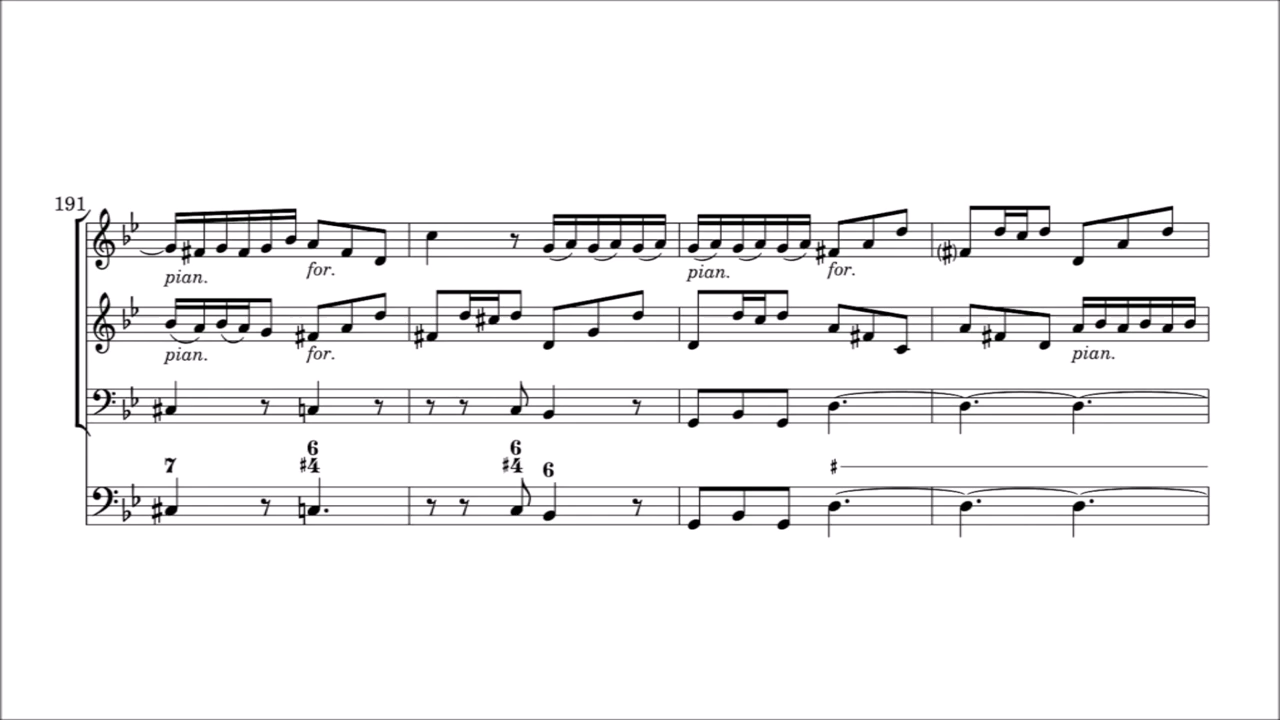 191
pian. for.
pian.
for.
pian. for.
pian.
6 6
7 ♯4 ♯4 6 ♯